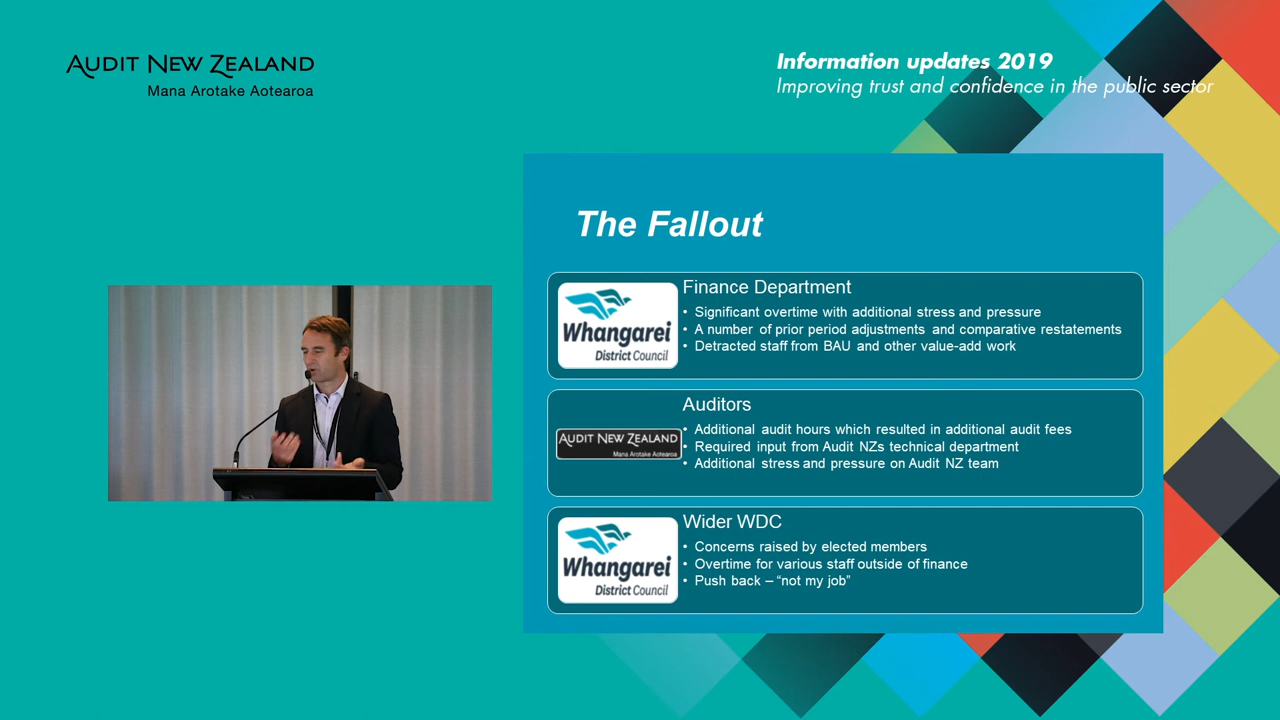 AUDIT NEW ZEALAND
Mana Arotake Aotearoa
Information updates 2019
Improving trust and confidence in the public sector
The Fallout
Whangarei
District Council
Finance Department
• Significant overtime with additional stress and pressure
• A number of prior period adjustments and comparative restatements
• Detracted staff from BAU and other value-add work
AUDIT NEW ZEALAND
Mana Arotake Aotearoa
Auditors
• Additional audit hours which resulted in additional audit fees
• Required input from Audit NZs technical department
• Additional stress and pressure on Audit NZ team
Whangarei
District Council
Wider WDC
• Concerns raised by elected members
• Overtime for various staff outside of finance
• Push back – “not my job”